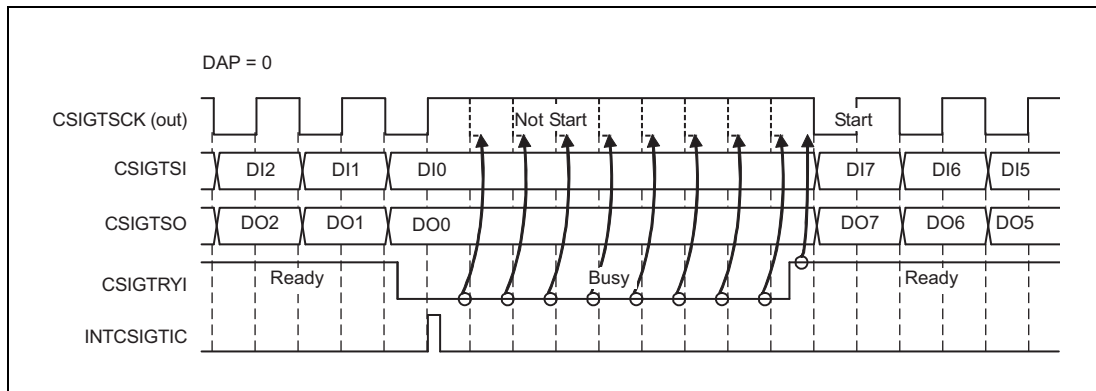 DAP = 0
CSIGTSCK (out) Not Start Start
CSIGTSI DI2 DI1 DI0 DI7 DI6 DI5
CSIGTSO DO2 DO1 DO0 DO7 DO6 DO5
CSIGTRYI Ready Busy Ready
INTCSIGTIC